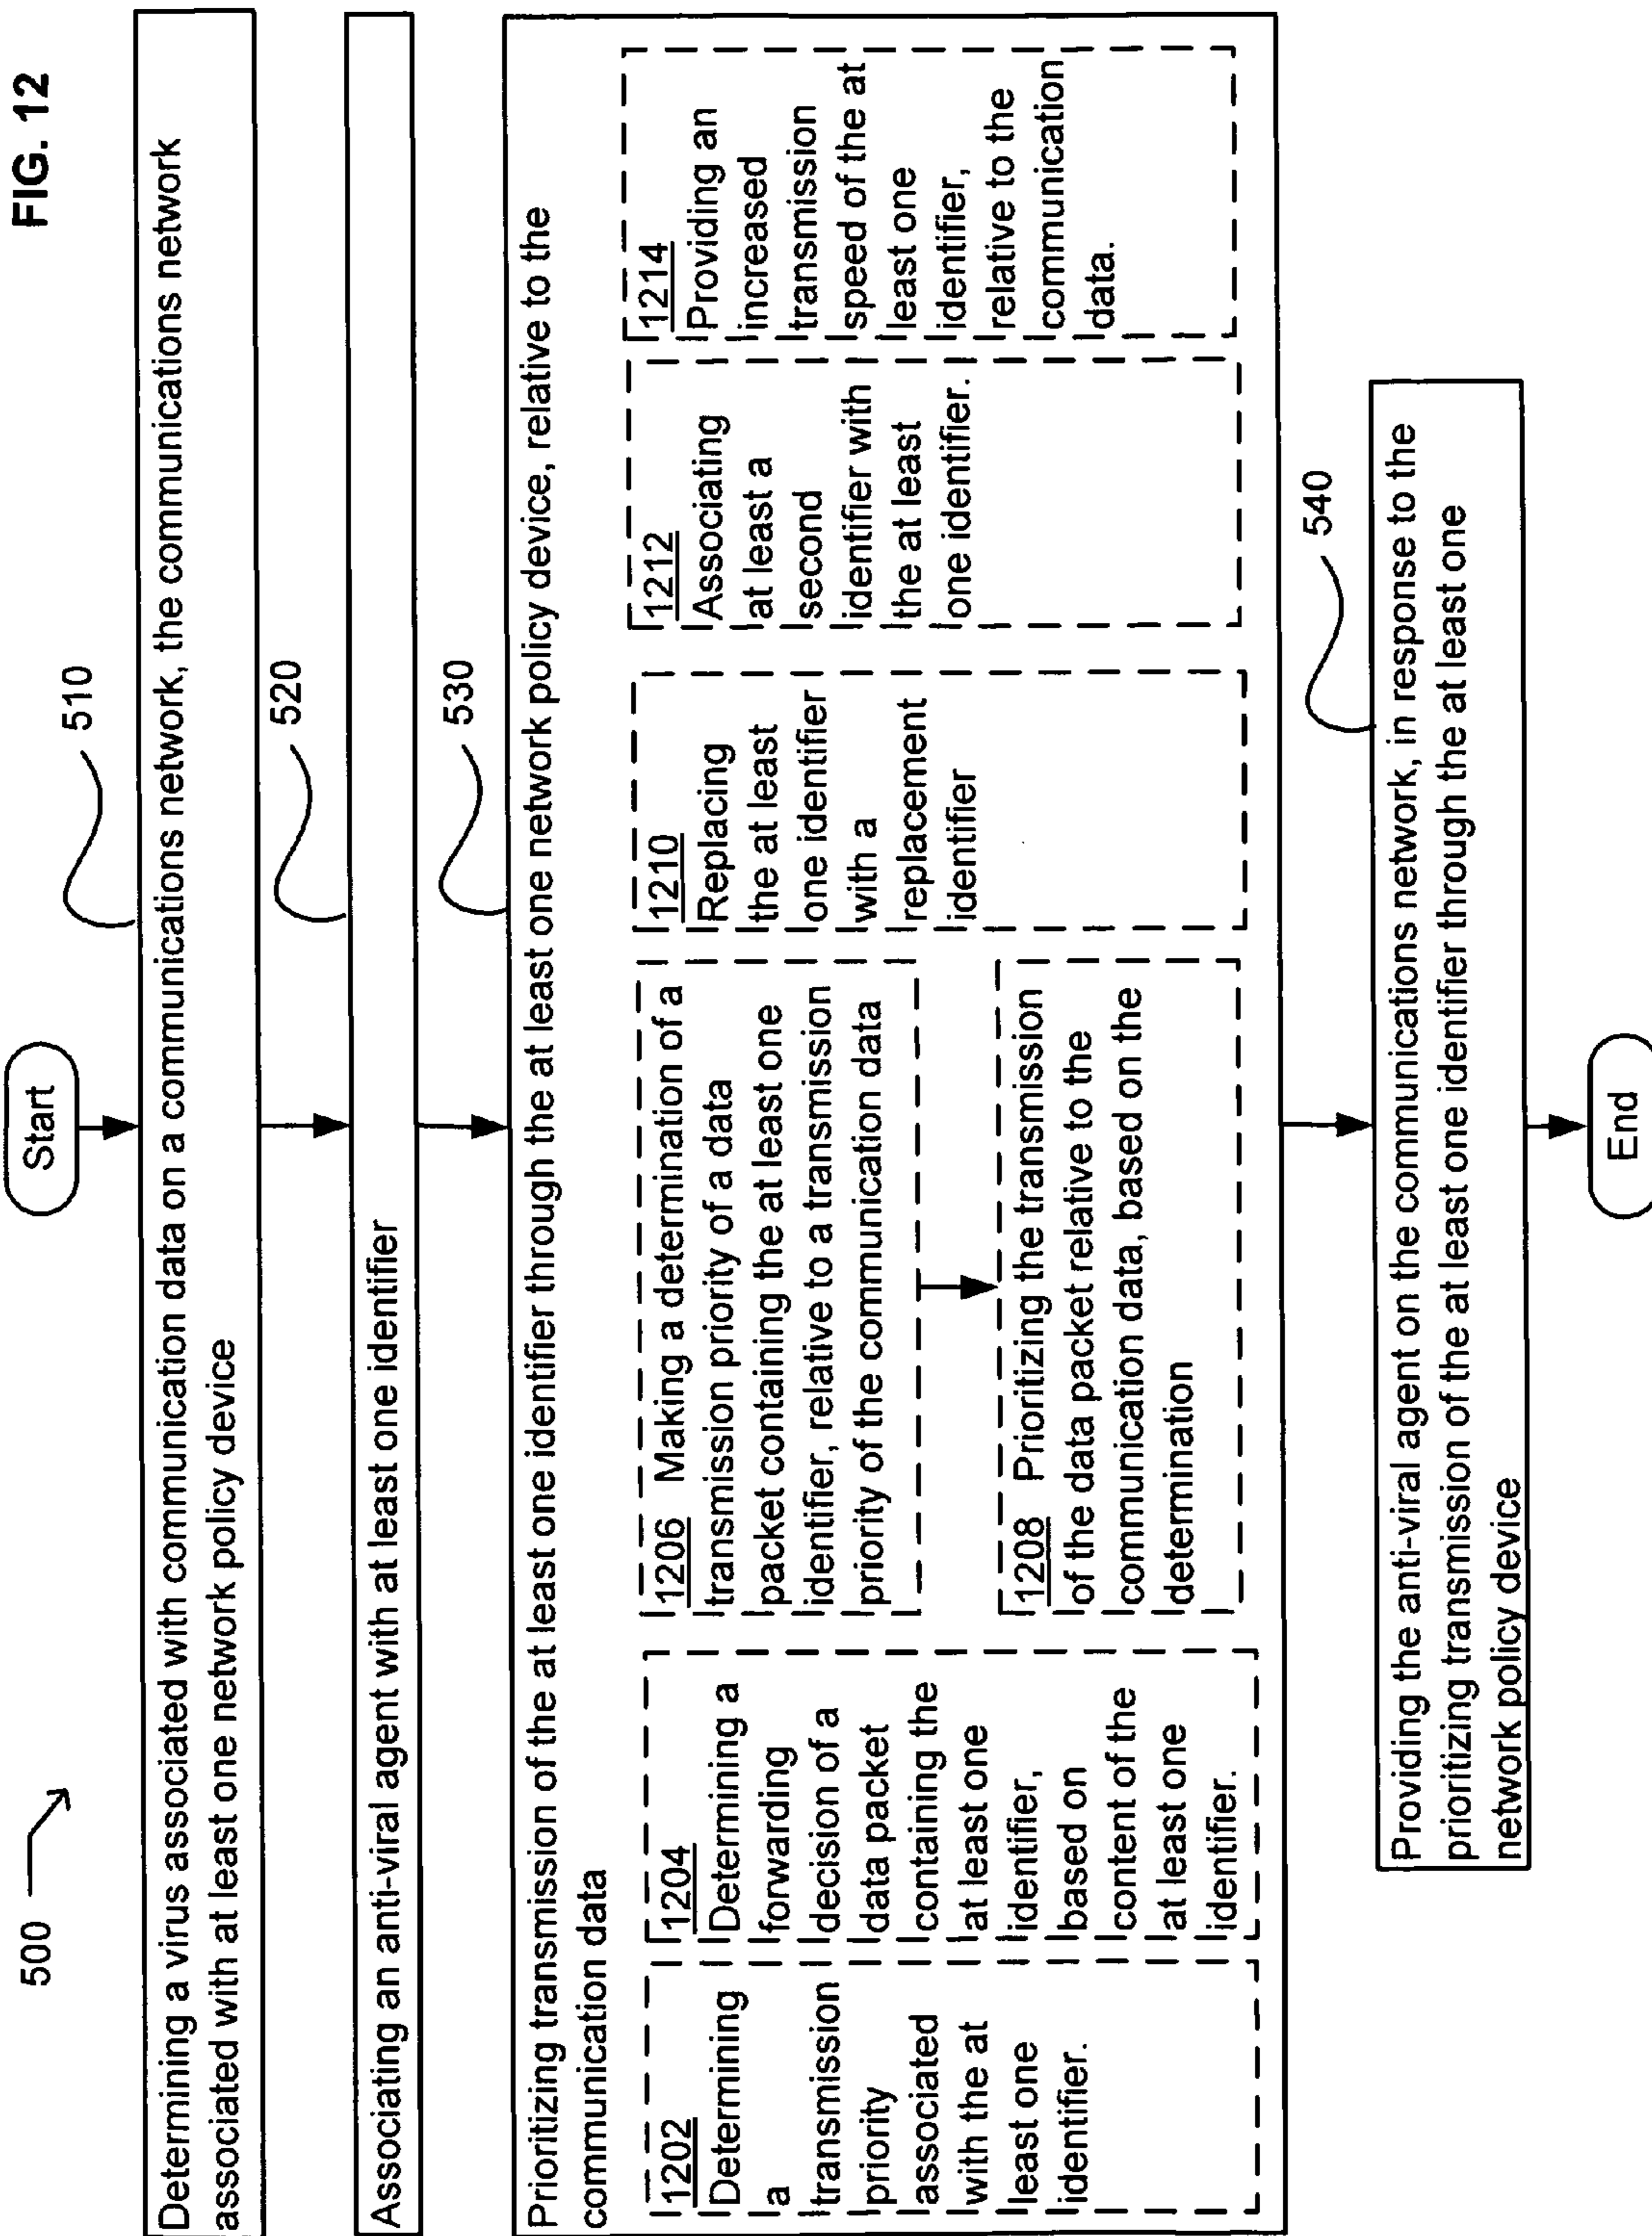 FIG. 12
500
Start
510
Determining a virus associated with communication data on a communications network, the communications network
associated with at least one network policy device
520
Associating an anti-viral agent with at least one identifier
530
Prioritizing transmission of the at least one identifier through the at least one network policy device, relative to the
communication data
1202
Determining
a
transmission
priority
associated
with the at
least one
identifier.
1204
Determining a
forwarding
decision of a
data packet
containing the
at least one
identifier,
based on
content of the
at least one
identifier.
1206 Making a determination of a
transmission priority of a data
packet containing the at least one
identifier, relative to a transmission
priority of the communication data
1208 Prioritizing the transmission
of the data packet relative to the
communication data, based on the
determination
1210
Replacing
the at least
one identifier
with a
replacement
identifier
1212
Associating
at least a
second
identifier with
the at least
one identifier.
1214
Providing an
increased
transmission
speed of the at
least one
identifier,
relative to the
communication
data.
540
Providing the anti-viral agent on the communications network, in response to the
prioritizing transmission of the at least one identifier through the at least one
network policy device
End